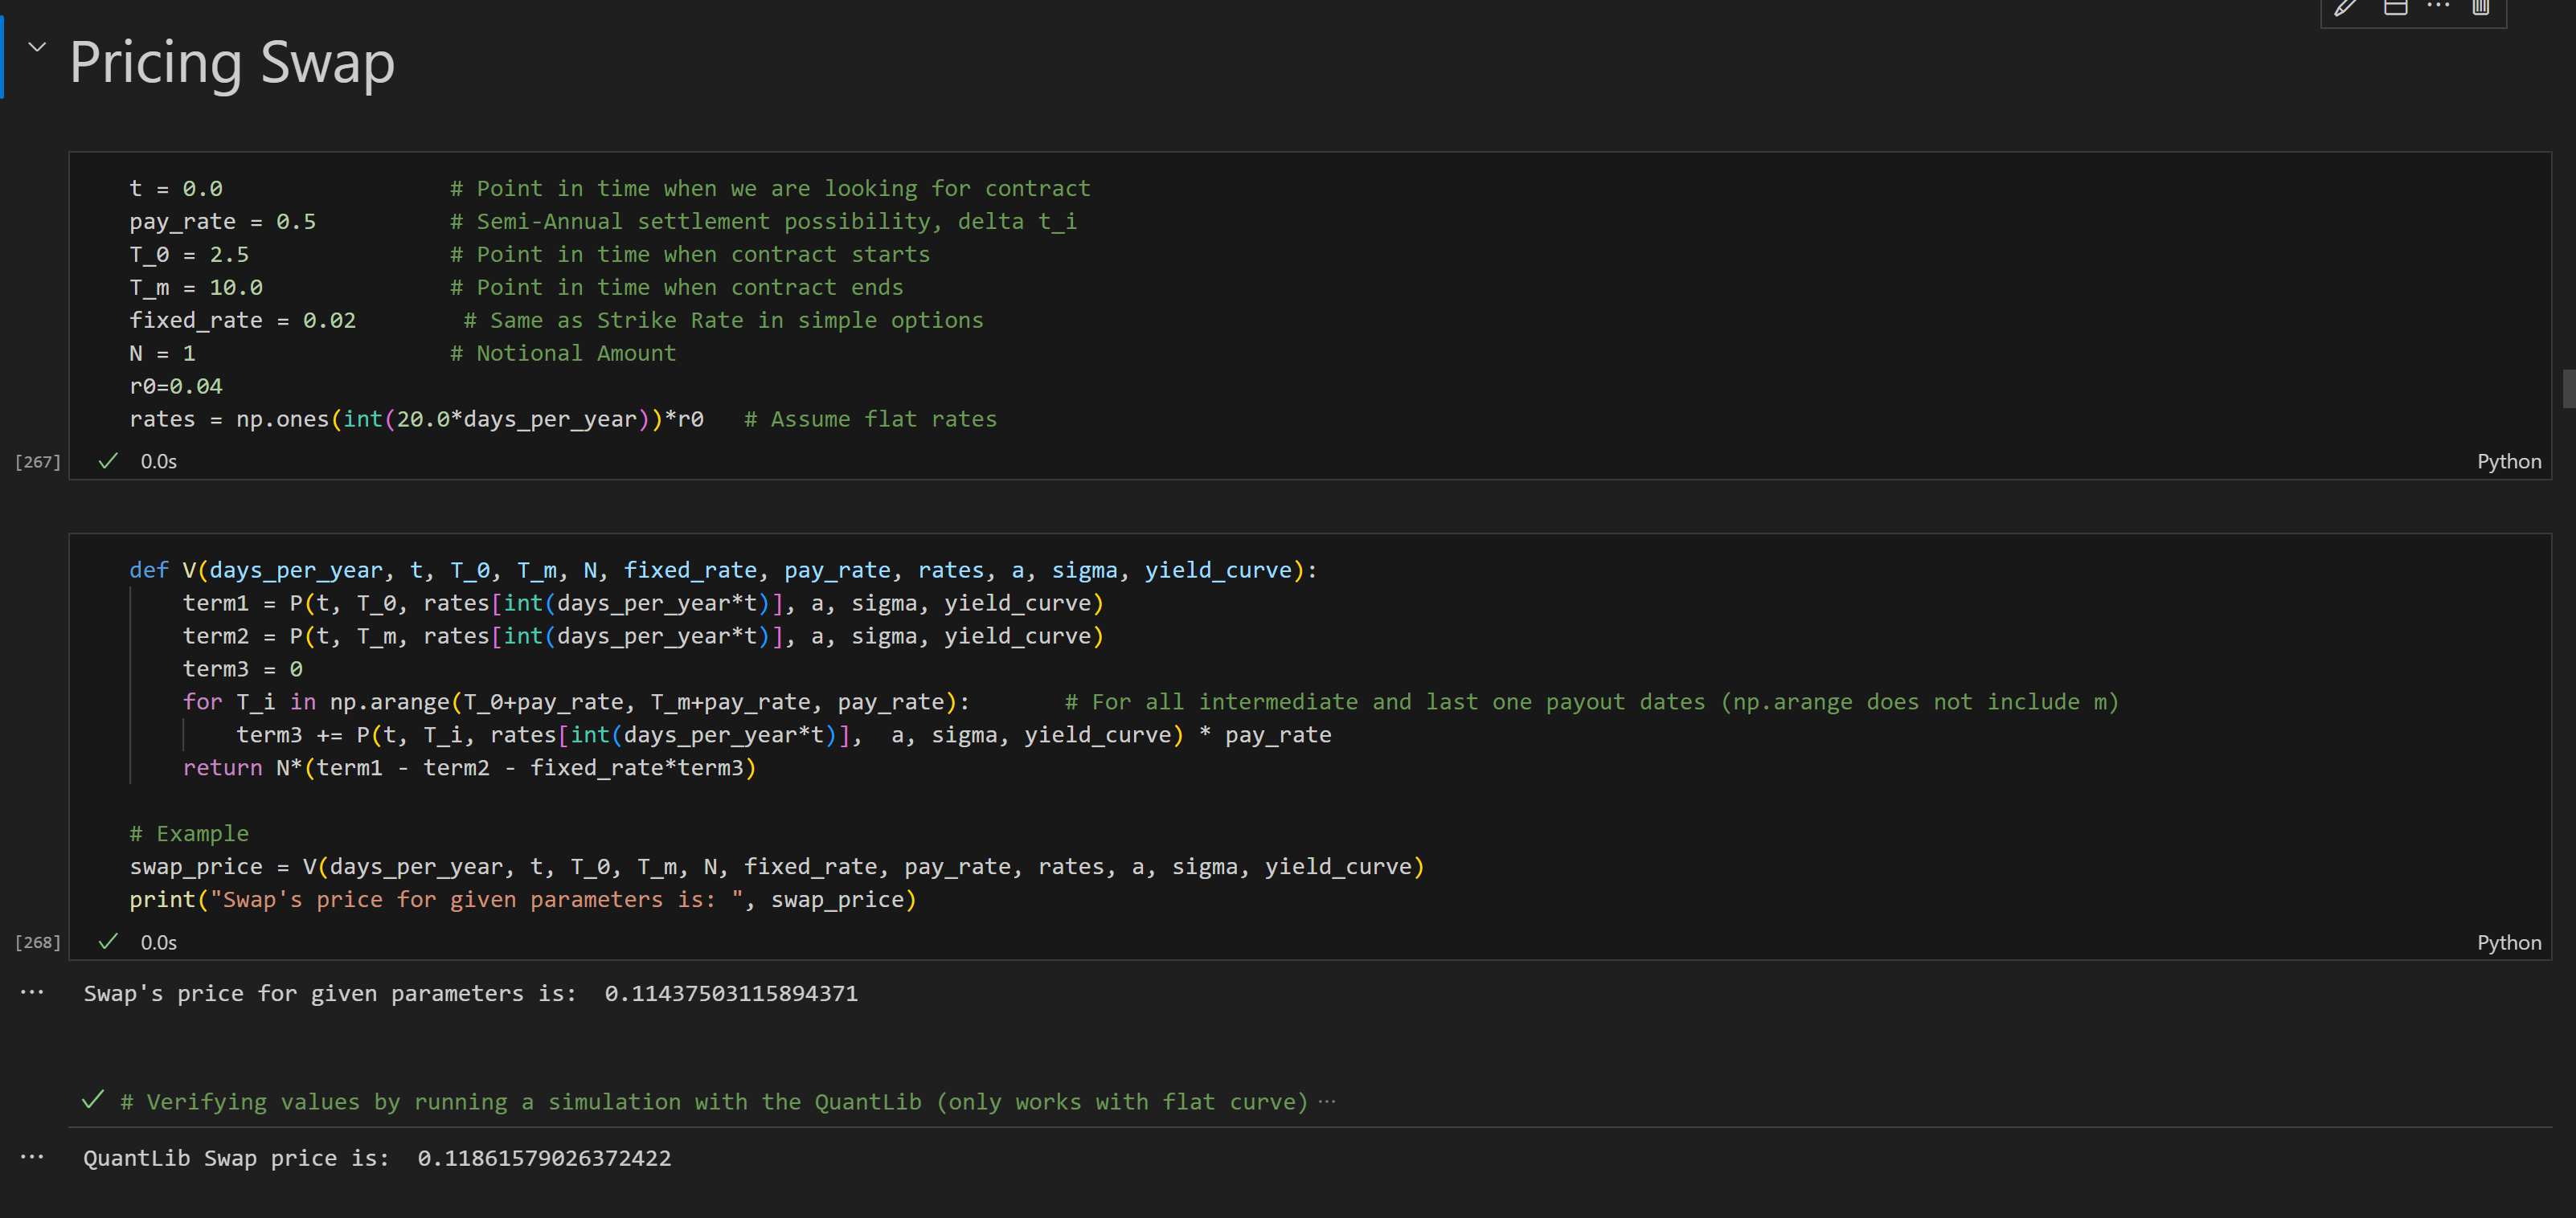 Pricing Swap
t = 0.0                 # Point in time when we are looking for contract
pay_rate = 0.5          # Semi-Annual settlement possibility, delta t_i
T_0 = 2.5               # Point in time when contract starts
T_m = 10.0              # Point in time when contract ends
fixed_rate = 0.02        # Same as Strike Rate in simple options
N = 1                   # Notional Amount
r0=0.04
rates = np.ones(int(20.0*days_per_year))*r0   # Assume flat rates
[267] 0.0s Python
def V(days_per_year, t, T_0, T_m, N, fixed_rate, pay_rate, rates, a, sigma, yield_curve):
    term1 = P(t, T_0, rates[int(days_per_year*t)], a, sigma, yield_curve)
    term2 = P(t, T_m, rates[int(days_per_year*t)], a, sigma, yield_curve)
    term3 = 0
    for T_i in np.arange(T_0+pay_rate, T_m+pay_rate, pay_rate):       # For all intermediate and last one payout dates (np.arange does not include m)
        term3 += P(t, T_i, rates[int(days_per_year*t)],  a, sigma, yield_curve) * pay_rate
    return N*(term1 - term2 - fixed_rate*term3)
# Example
swap_price = V(days_per_year, t, T_0, T_m, N, fixed_rate, pay_rate, rates, a, sigma, yield_curve)
print("Swap's price for given parameters is: ", swap_price)
[268] 0.0s Python
... Swap's price for given parameters is:  0.11437503115894371
# Verifying values by running a simulation with the QuantLib (only works with flat curve) ...
... QuantLib Swap price is:  0.11861579026372422